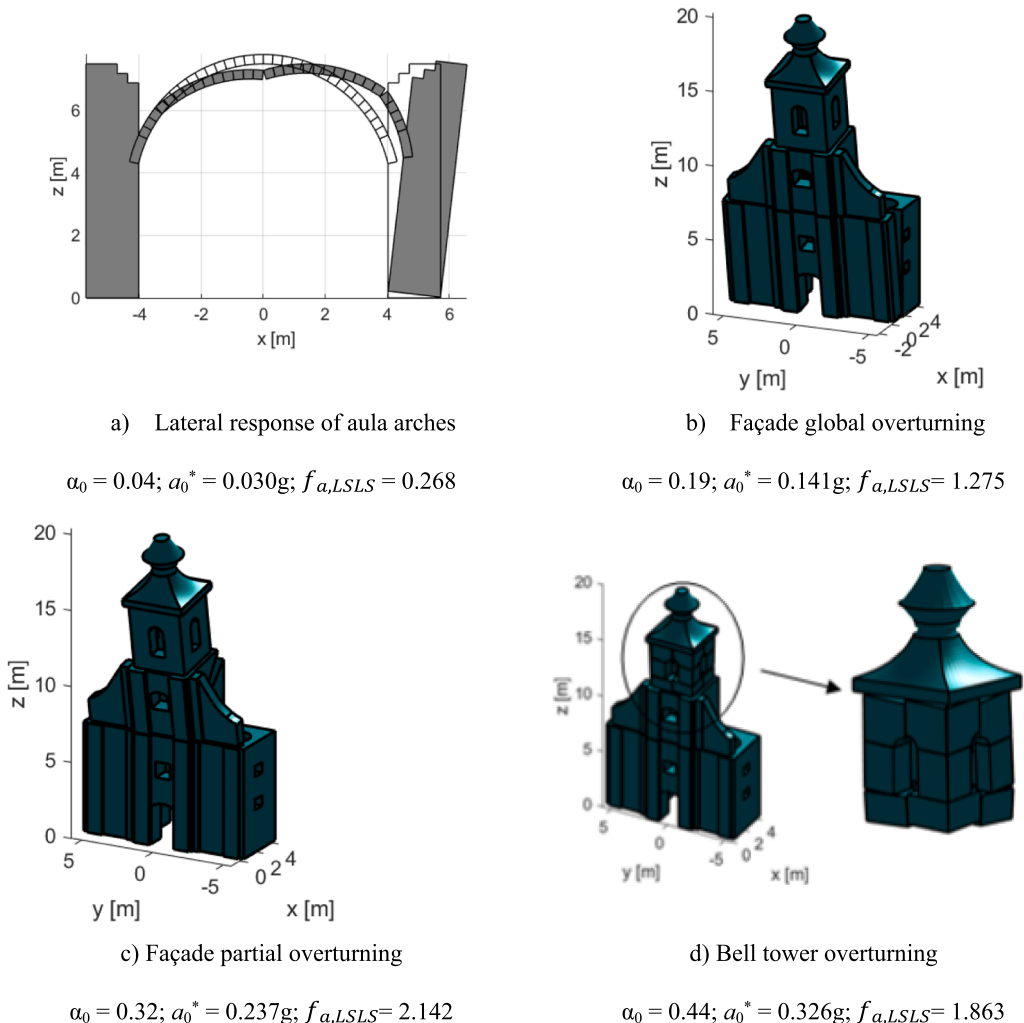 6
4
2
0
z [m]
-4
-2
0
2
4
6
x [m]
a) Lateral response of aula arches
α₀ = 0.04; a₀* = 0.030g; fa,LSLS = 0.268
20
15
10
5
0
z [m]
5
0
-5
y [m]
-2
0
2
4
x [m]
b) Façade global overturning
α₀ = 0.19; a₀* = 0.141g; fa,LSLS= 1.275
20
15
10
5
0
z [m]
5
0
-5
y [m]
0
2
4
x [m]
c) Façade partial overturning
α₀ = 0.32; a₀* = 0.237g; fa,LSLS= 2.142
20
15
10
5
0
z [m]
5
0
-5
y [m]
0
2
4
x [m]
d) Bell tower overturning
α₀ = 0.44; a₀* = 0.326g; fa,LSLS= 1.863